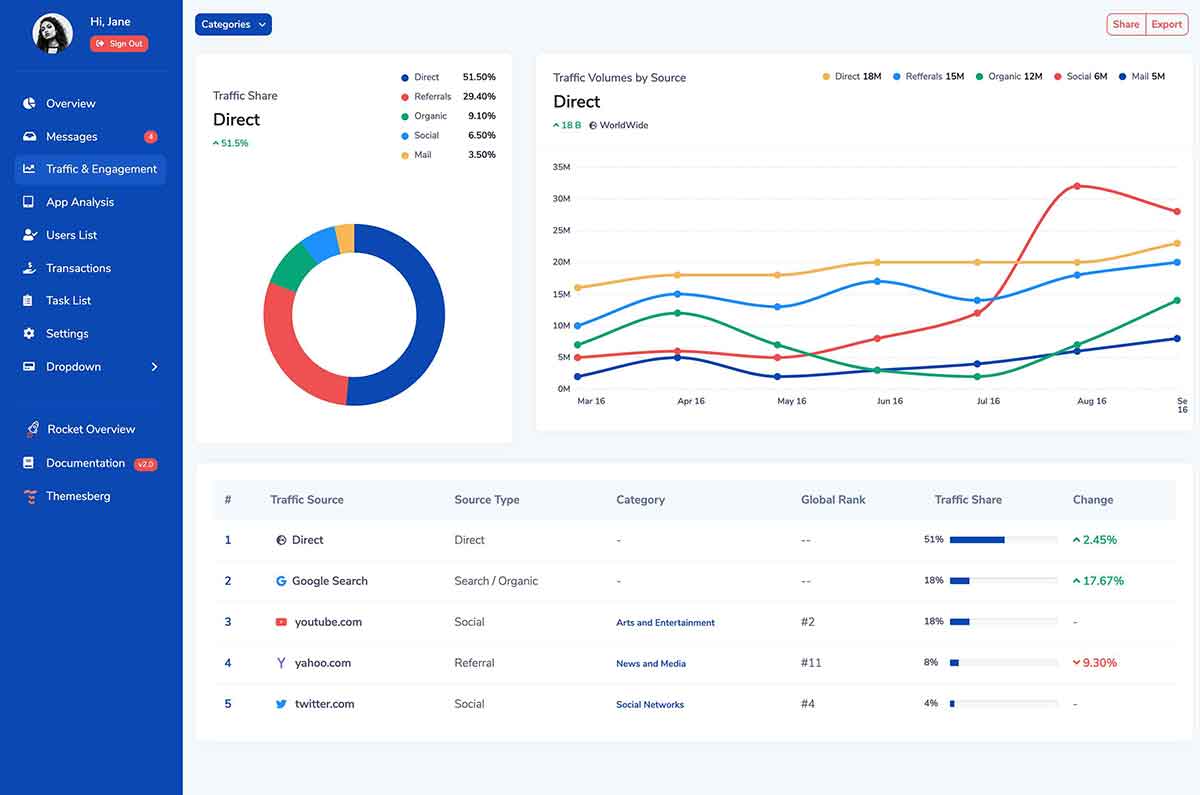 Hi, Jane
Sign Out
Overview
Messages 4
Traffic & Engagement
App Analysis
Users List
Transactions
Task List
Settings
Dropdown
Rocket Overview
Documentation v2.0
Themesberg
Categories
Share Export
Traffic Share
Direct
51.5%
Direct 51.50%
Referrals 29.40%
Organic 9.10%
Social 6.50%
Mail 3.50%
Traffic Volumes by Source
Direct
18 B WorldWide
Direct 18M Refferals 15M Organic 12M Social 6M Mail 5M
35M
30M
25M
20M
15M
10M
5M
0M
Mar 16 Apr 16 May 16 Jun 16 Jul 16 Aug 16 Se
16
# Traffic Source Source Type Category Global Rank Traffic Share Change
1 Direct Direct - -- 51% 2.45%
2 Google Search Search / Organic - -- 18% 17.67%
3 youtube.com Social Arts and Entertainment #2 18% -
4 yahoo.com Referral News and Media #11 8% 9.30%
5 twitter.com Social Social Networks #4 4% -